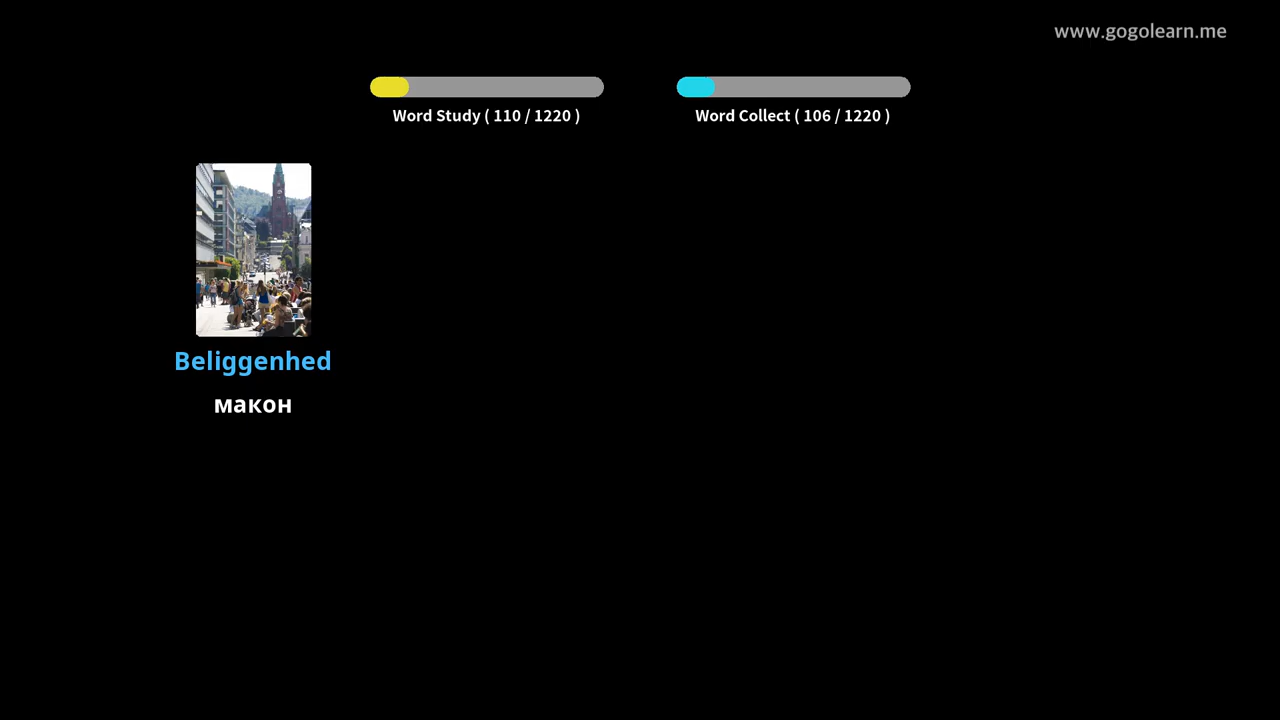 www.gogolearn.me
Word Study ( 110 / 1220 )
Word Collect ( 106 / 1220 )
Beliggenhed
макон